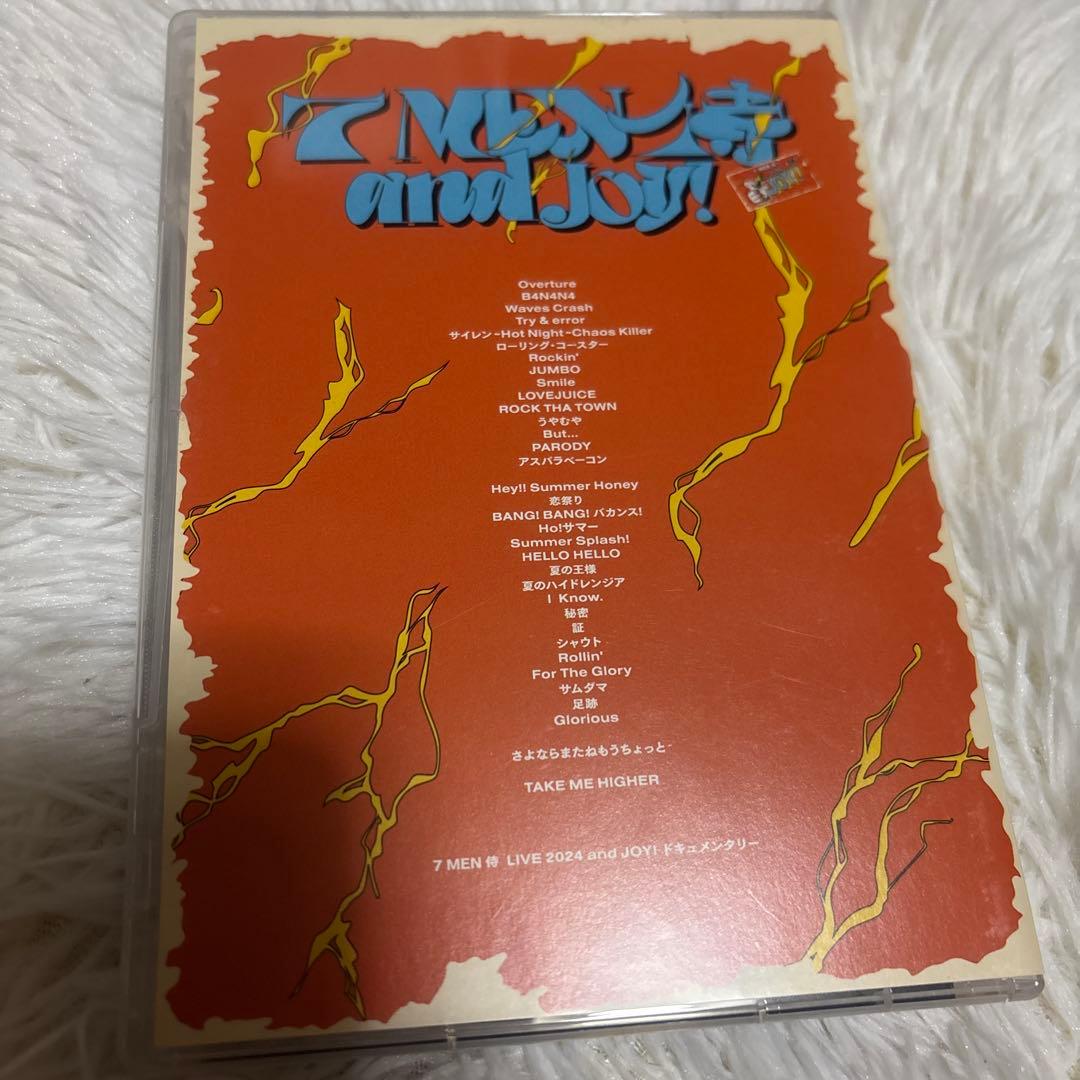 7 MEN 侍
and JOY!
JOY!
Overture
B4N4N4
Waves Crash
Try & error
サイレン~Hot Night~Chaos Killer
ローリング・コースター
Rockin'
JUMBO
Smile
LOVEJUICE
ROCK THA TOWN
うやむや
But...
PARODY
アスパラベーコン
Hey!! Summer Honey
恋祭り
BANG! BANG! バカンス!
Ho!サマー
Summer Splash!
HELLO HELLO
夏の王様
夏のハイドレンジア
I Know.
秘密
証
シャウト
Rollin'
For The Glory
サムダマ
足跡
Glorious
さよならまたねもうちょっと
TAKE ME HIGHER
7 MEN 侍 LIVE 2024 and JOY! ドキュメンタリー